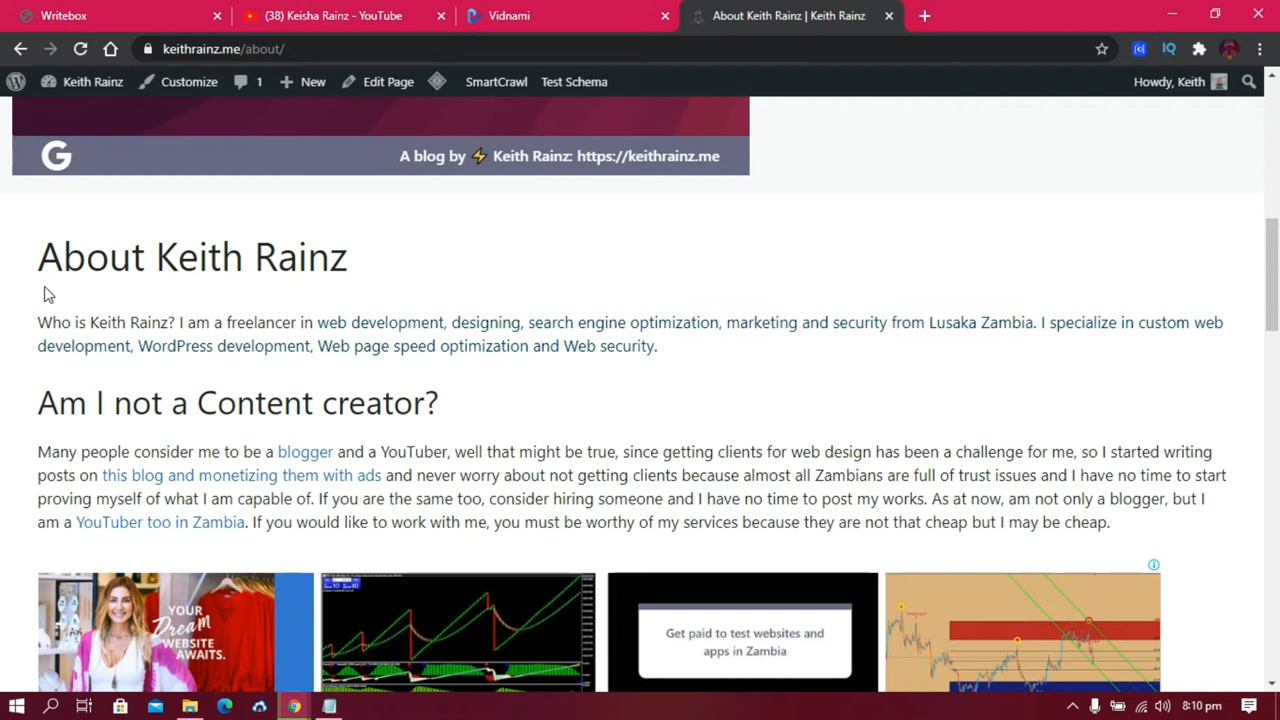 Writebox
(38) Keisha Rainz - YouTube
Vidnami
About Keith Rainz | Keith Rainz
keithrainz.me/about/
IQ
Keith Rainz
Customize
1
New
Edit Page
SmartCrawl
Test Schema
Howdy, Keith
G
A blog by ⚡ Keith Rainz: https://keithrainz.me
About Keith Rainz
Who is Keith Rainz? I am a freelancer in web development, designing, search engine optimization, marketing and security from Lusaka Zambia. I specialize in custom web
development, WordPress development, Web page speed optimization and Web security.
Am I not a Content creator?
Many people consider me to be a blogger and a YouTuber, well that might be true, since getting clients for web design has been a challenge for me, so I started writing
posts on this blog and monetizing them with ads and never worry about not getting clients because almost all Zambians are full of trust issues and I have no time to start
proving myself of what I am capable of. If you are the same too, consider hiring someone and I have no time to post my works. As at now, am not only a blogger, but I
am a YouTuber too in Zambia. If you would like to work with me, you must be worthy of my services because they are not that cheap but I may be cheap.
YOUR
Dream
WEBSITE
AWAITS.
Get paid to test websites and
apps in Zambia
8:10 pm